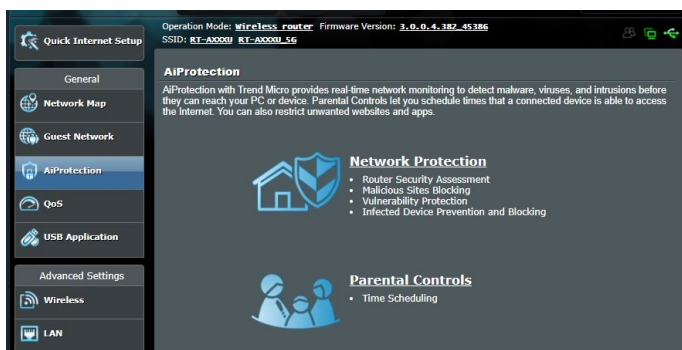 Quick Internet Setup
General
Network Map
Guest Network
AiProtection
QoS
USB Application
Advanced Settings
Wireless
LAN
Operation Mode: Wireless router Firmware Version: 3.0.0.4.382_45386
SSID: RT-AXXXU RT-AXXXU_5G
AiProtection
AiProtection with Trend Micro provides real-time network monitoring to detect malware, viruses, and intrusions before
they can reach your PC or device. Parental Controls let you schedule times that a connected device is able to access
the Internet. You can also restrict unwanted websites and apps.
Network Protection
• Router Security Assessment
• Malicious Sites Blocking
• Vulnerability Protection
• Infected Device Prevention and Blocking
Parental Controls
• Time Scheduling